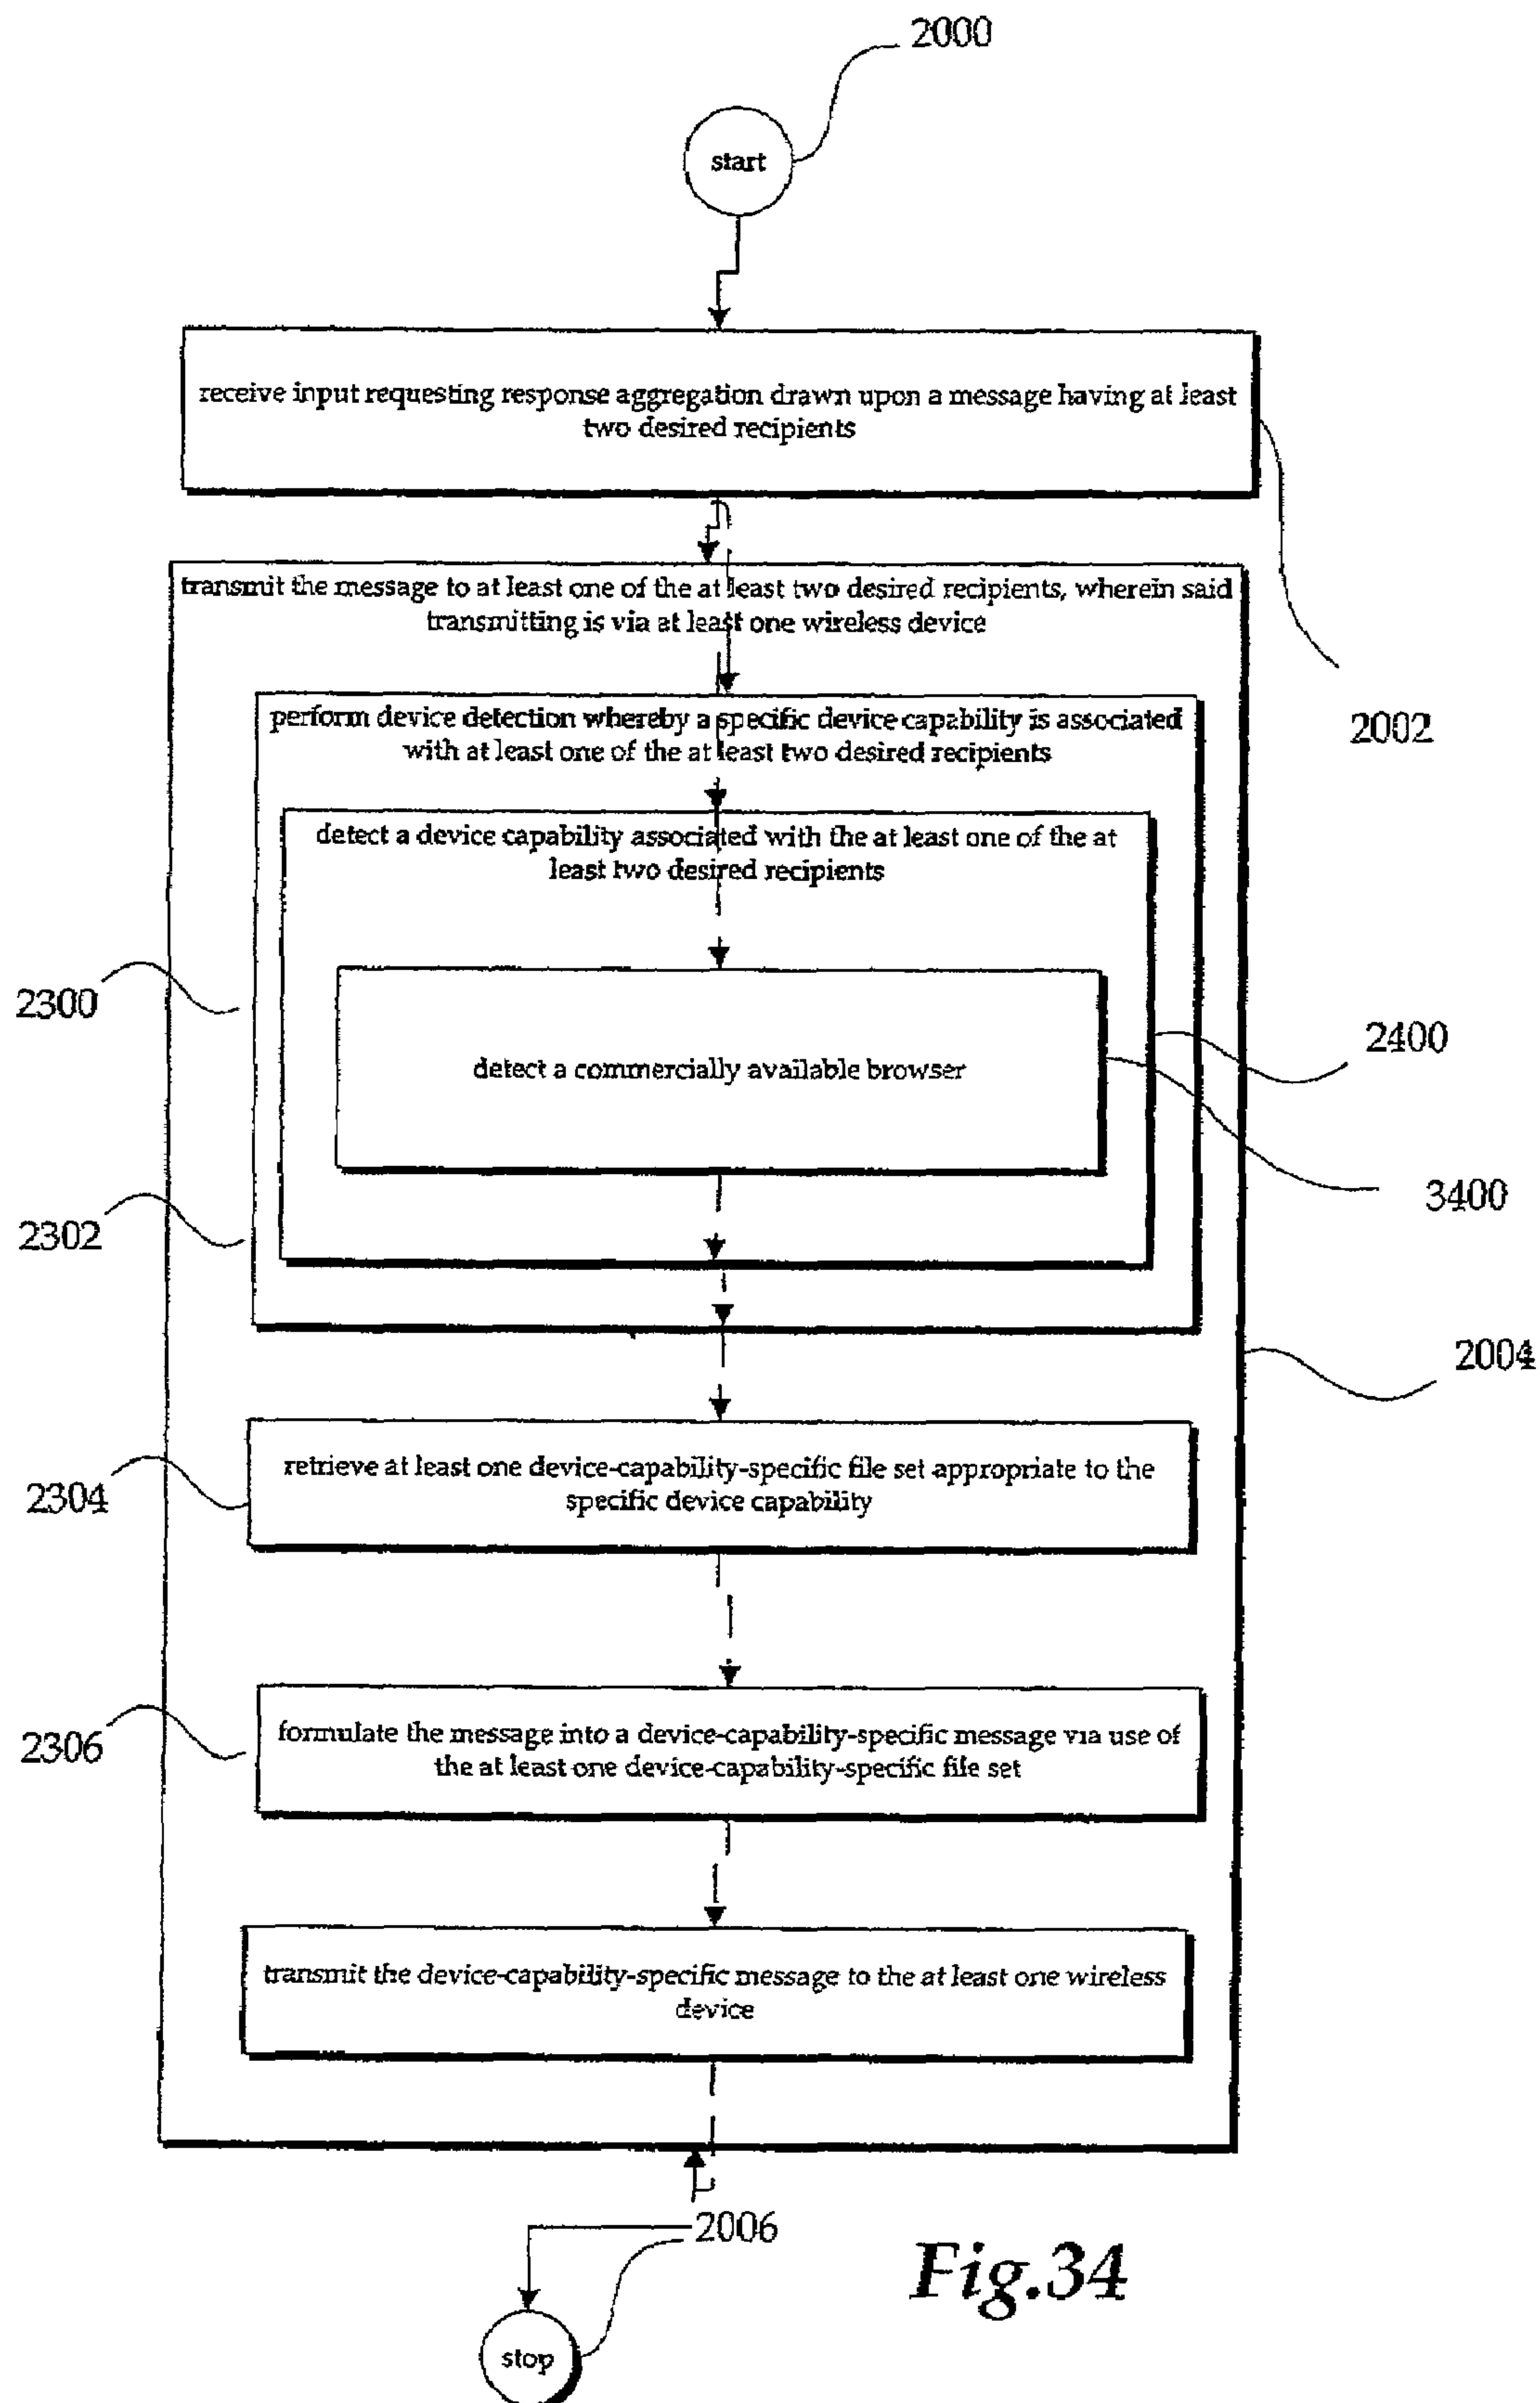 2000
start
receive input requesting response aggregation drawn upon a message having at least
two desired recipients
2002
transmit the message to at least one of the at least two desired recipients, wherein said
transmitting is via at least one wireless device
perform device detection whereby a specific device capability is associated
with at least one of the at least two desired recipients
detect a device capability associated with the at least one of the at
least two desired recipients
2300
2400
detect a commercially available browser
3400
2302
2004
retrieve at least one device-capability-specific file set appropriate to the
specific device capability
2304
formulate the message into a device-capability-specific message via use of
the at least one device-capability-specific file set
2306
transmit the device-capability-specific message to the at least one wireless
device
2006
Fig.34
stop